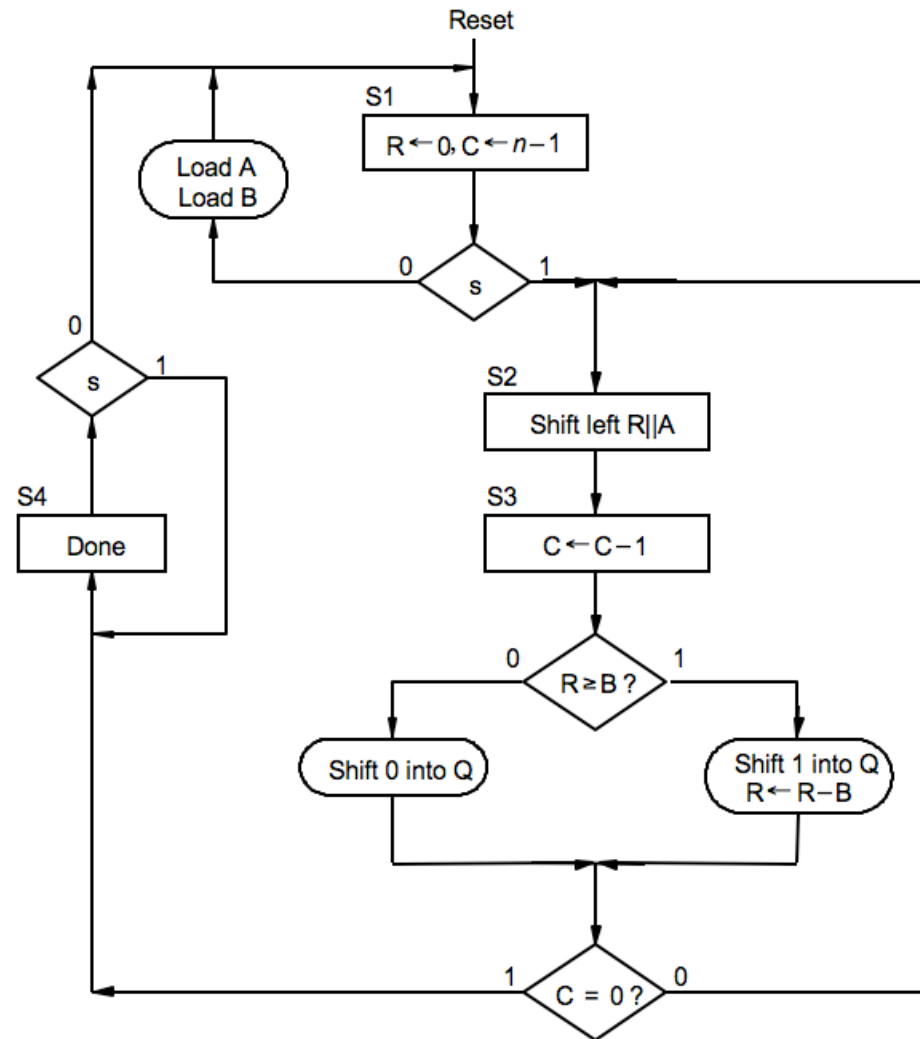 Reset
S1
R ← 0, C ← n – 1
Load A
Load B
0
s
1
0
s
1
S2
Shift left R||A
S3
C ← C – 1
S4
Done
0
R ≥ B ?
1
Shift 0 into Q
Shift 1 into Q
R ← R – B
1
C = 0 ?
0